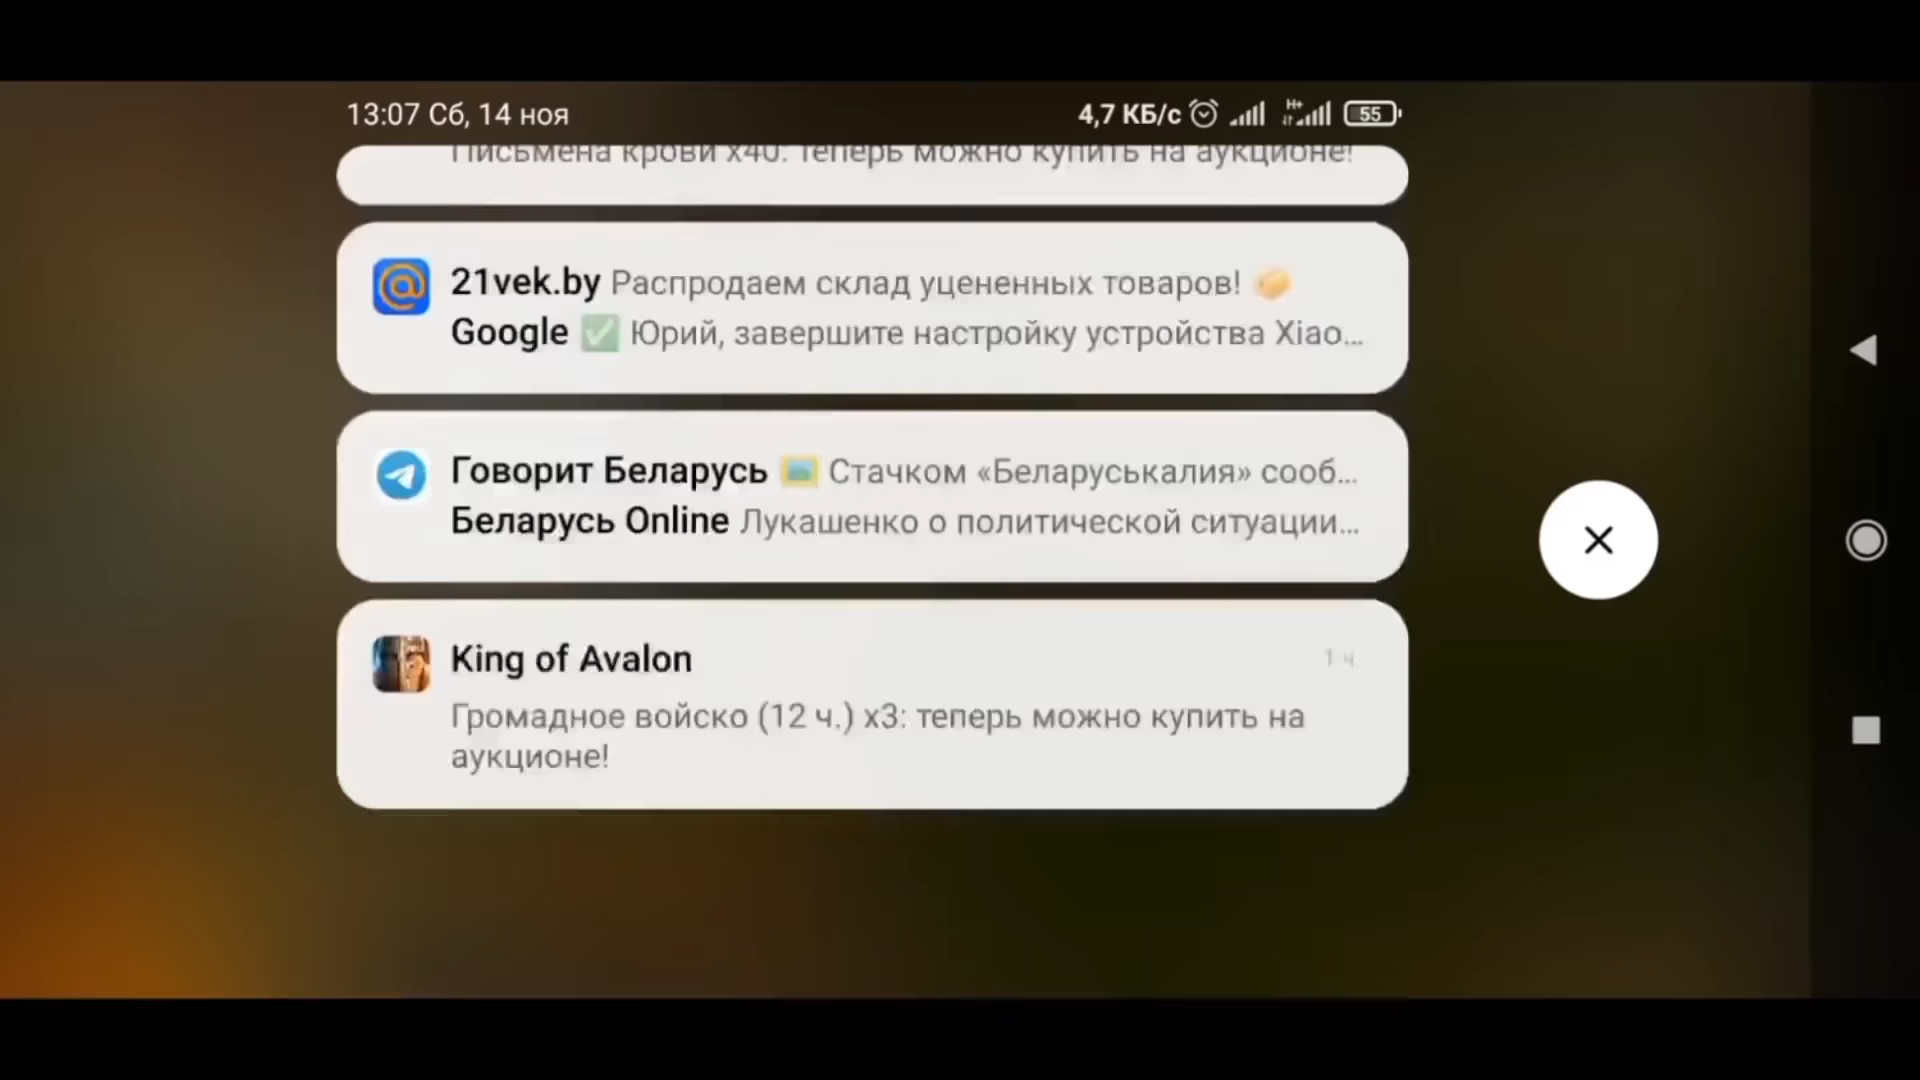 13:07 Сб, 14 ноя
4,7 КБ/с H+ 55
Письмена крови x40: теперь можно купить на аукционе!
21vek.by Распродаем склад уцененных товаров! 📦
Google ✅ Юрий, завершите настройку устройства Xiao...
Говорит Беларусь 🖼️ Стачком «Беларуськалия» сооб...
Беларусь Online Лукашенко о политической ситуации...
King of Avalon
1 ч.
Громадное войско (12 ч.) x3: теперь можно купить на
аукционе!